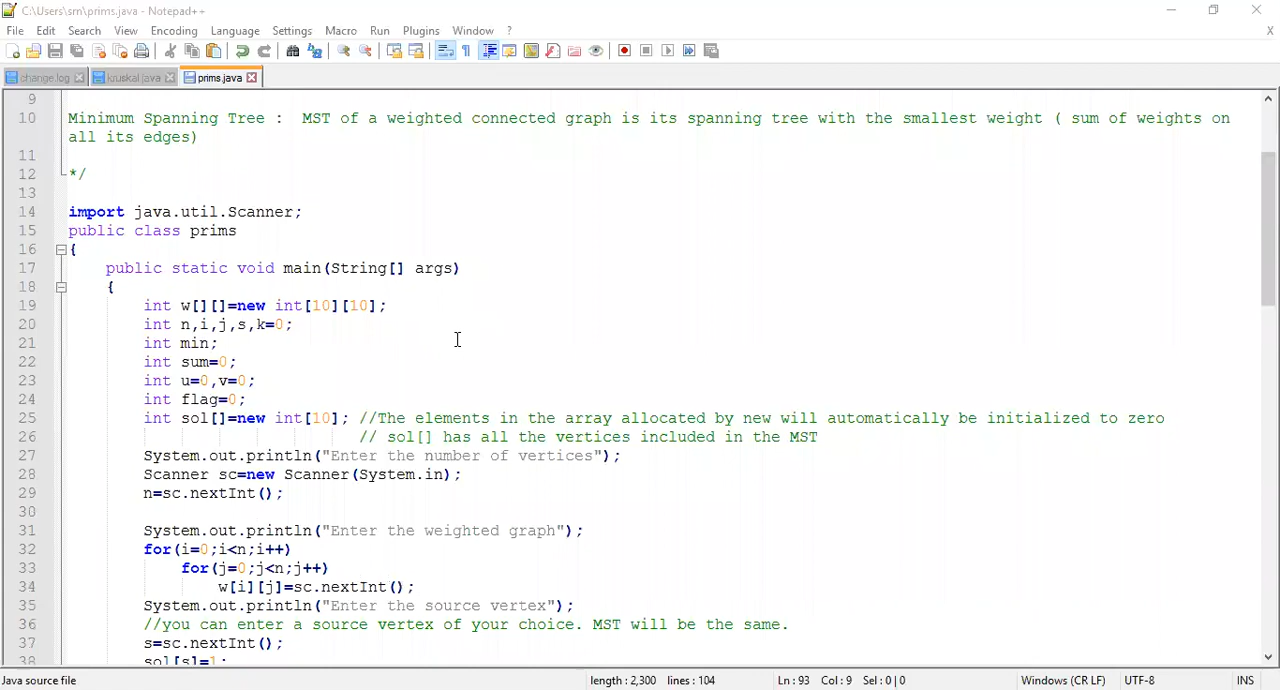 C:\Users\sm\prims.java - Notepad++
File Edit Search View Encoding Language Settings Macro Run Plugins Window ? X
change.log kruskal.java prims.java
9
10 Minimum Spanning Tree : MST of a weighted connected graph is its spanning tree with the smallest weight ( sum of weights on
all its edges)
11
12 */
13
14 import java.util.Scanner;
15 public class prims
16 {
17 public static void main(String[] args)
18 {
19 int w[][]=new int[10][10];
20 int n,i,j,s,k=0;
21 int min;
22 int sum=0;
23 int u=0,v=0;
24 int flag=0;
25 int sol[]=new int[10]; //The elements in the array allocated by new will automatically be initialized to zero
26 // sol[] has all the vertices included in the MST
27 System.out.println("Enter the number of vertices");
28 Scanner sc=new Scanner(System.in);
29 n=sc.nextInt();
30
31 System.out.println("Enter the weighted graph");
32 for(i=0;i<n;i++)
33 for(j=0;j<n;j++)
34 w[i][j]=sc.nextInt();
35 System.out.println("Enter the source vertex");
36 //you can enter a source vertex of your choice. MST will be the same.
37 s=sc.nextInt();
38 sol[s]=1;
Java source file length : 2,300 lines : 104 Ln : 93 Col : 9 Sel : 0 | 0 Windows (CR LF) UTF-8 INS